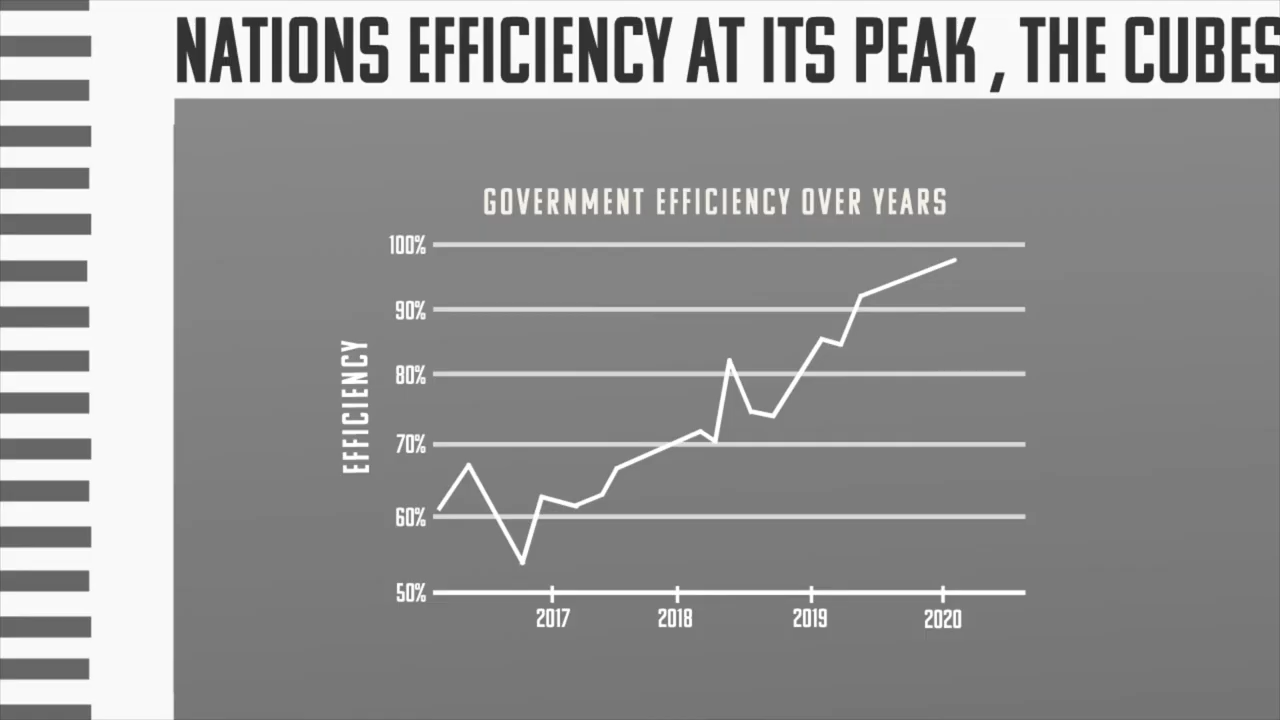 NATIONS EFFICIENCY AT ITS PEAK , THE CUBES
GOVERNMENT EFFICIENCY OVER YEARS
100%
90%
80%
70%
60%
50%
EFFICIENCY
2017 2018 2019 2020